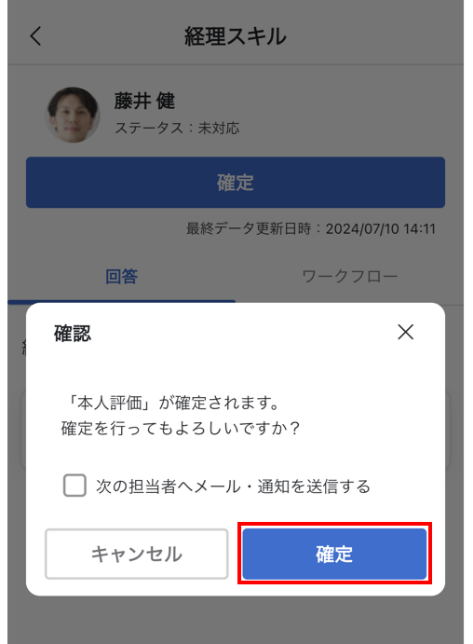 経理スキル
藤井 健
ステータス：未対応
確定
最終データ更新日時：2024/07/10 14:11
回答
ワークフロー
確認
「本人評価」が確定されます。
確定を行ってもよろしいですか？
次の担当者へメール・通知を送信する
キャンセル
確定